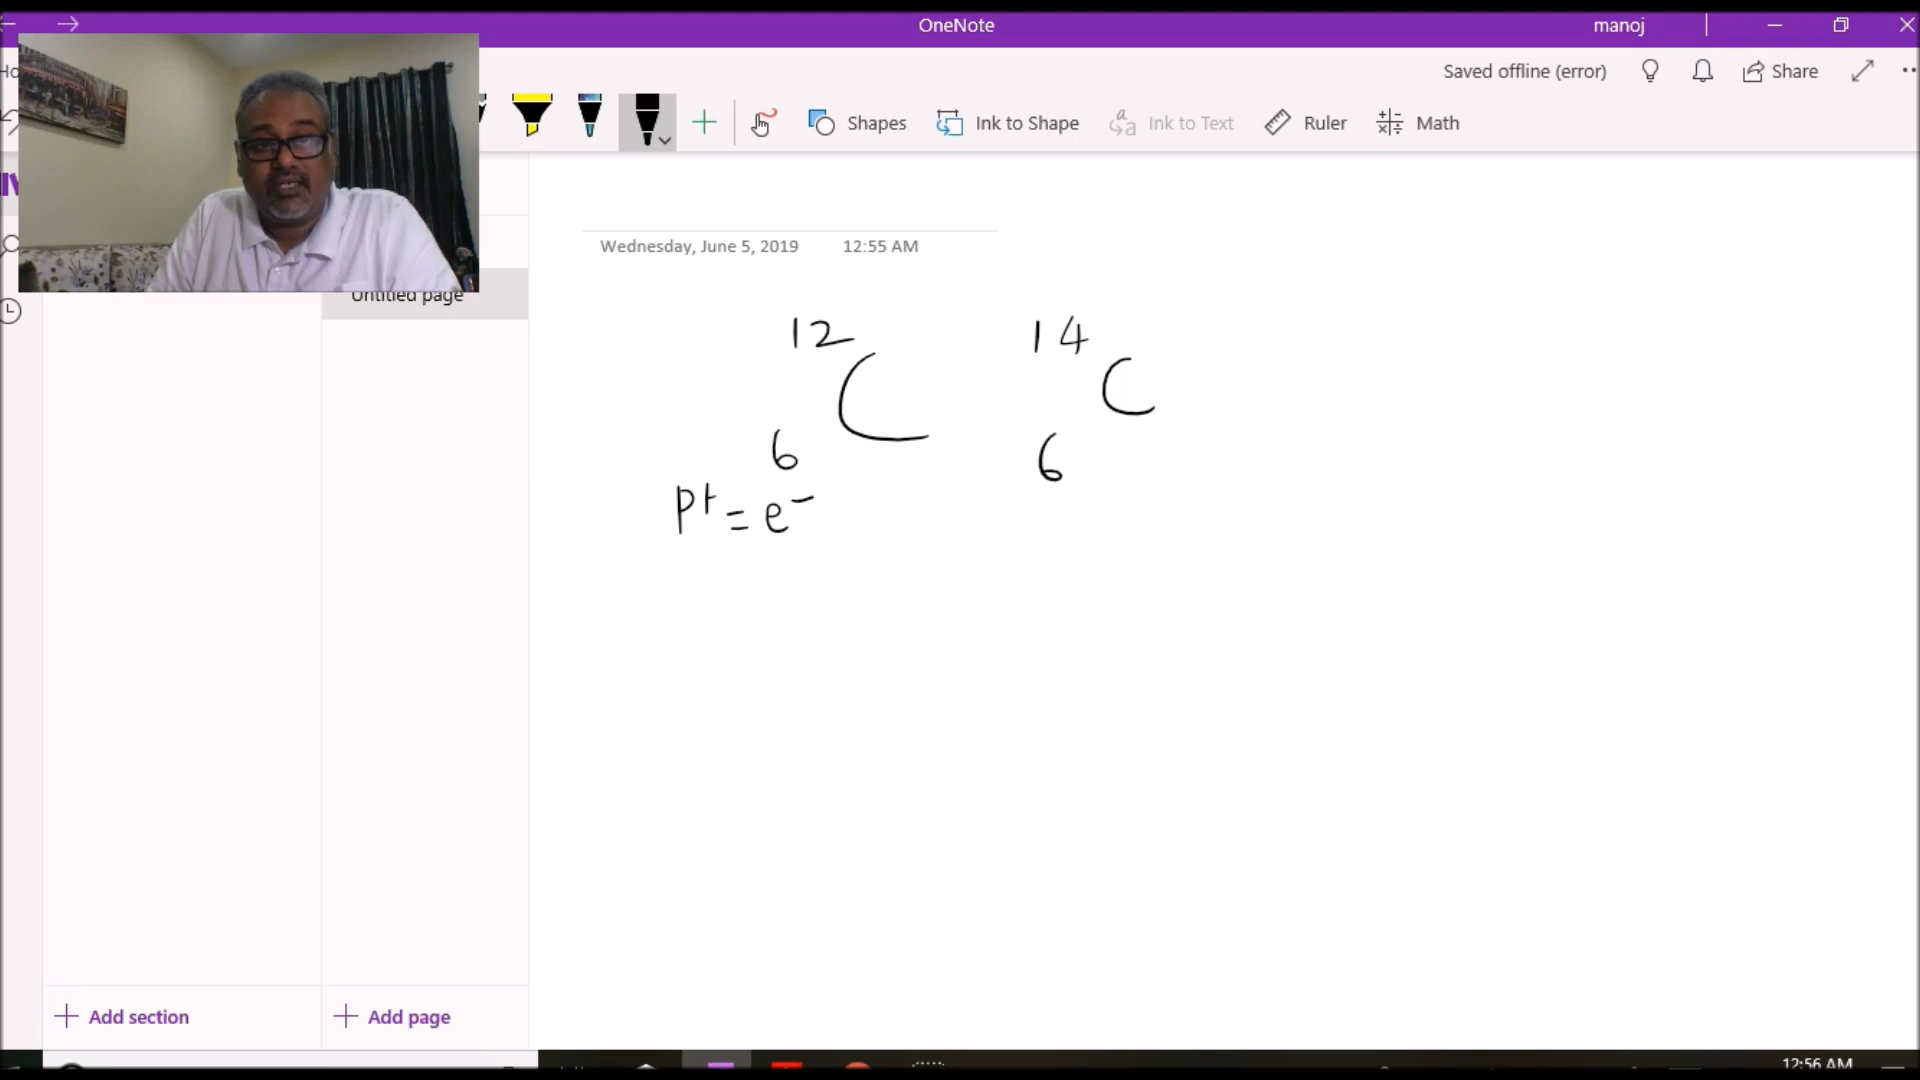 OneNote
manoj
Saved offline (error)
Share
Shapes
Ink to Shape
Ink to Text
Ruler
Math
Wednesday, June 5, 2019 12:55 AM
Untitled page
12 14
C C
6 6
p+ = e-
Add section
Add page
12:56 AM